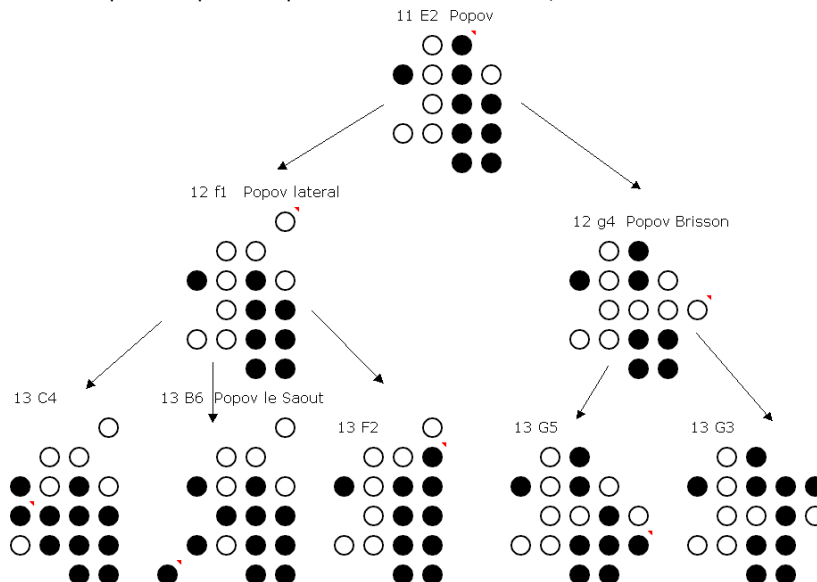 11 E2 Popov
12 f1 Popov lateral
12 g4 Popov Brisson
13 C4
13 B6 Popov le Saout
13 F2
13 G5
13 G3